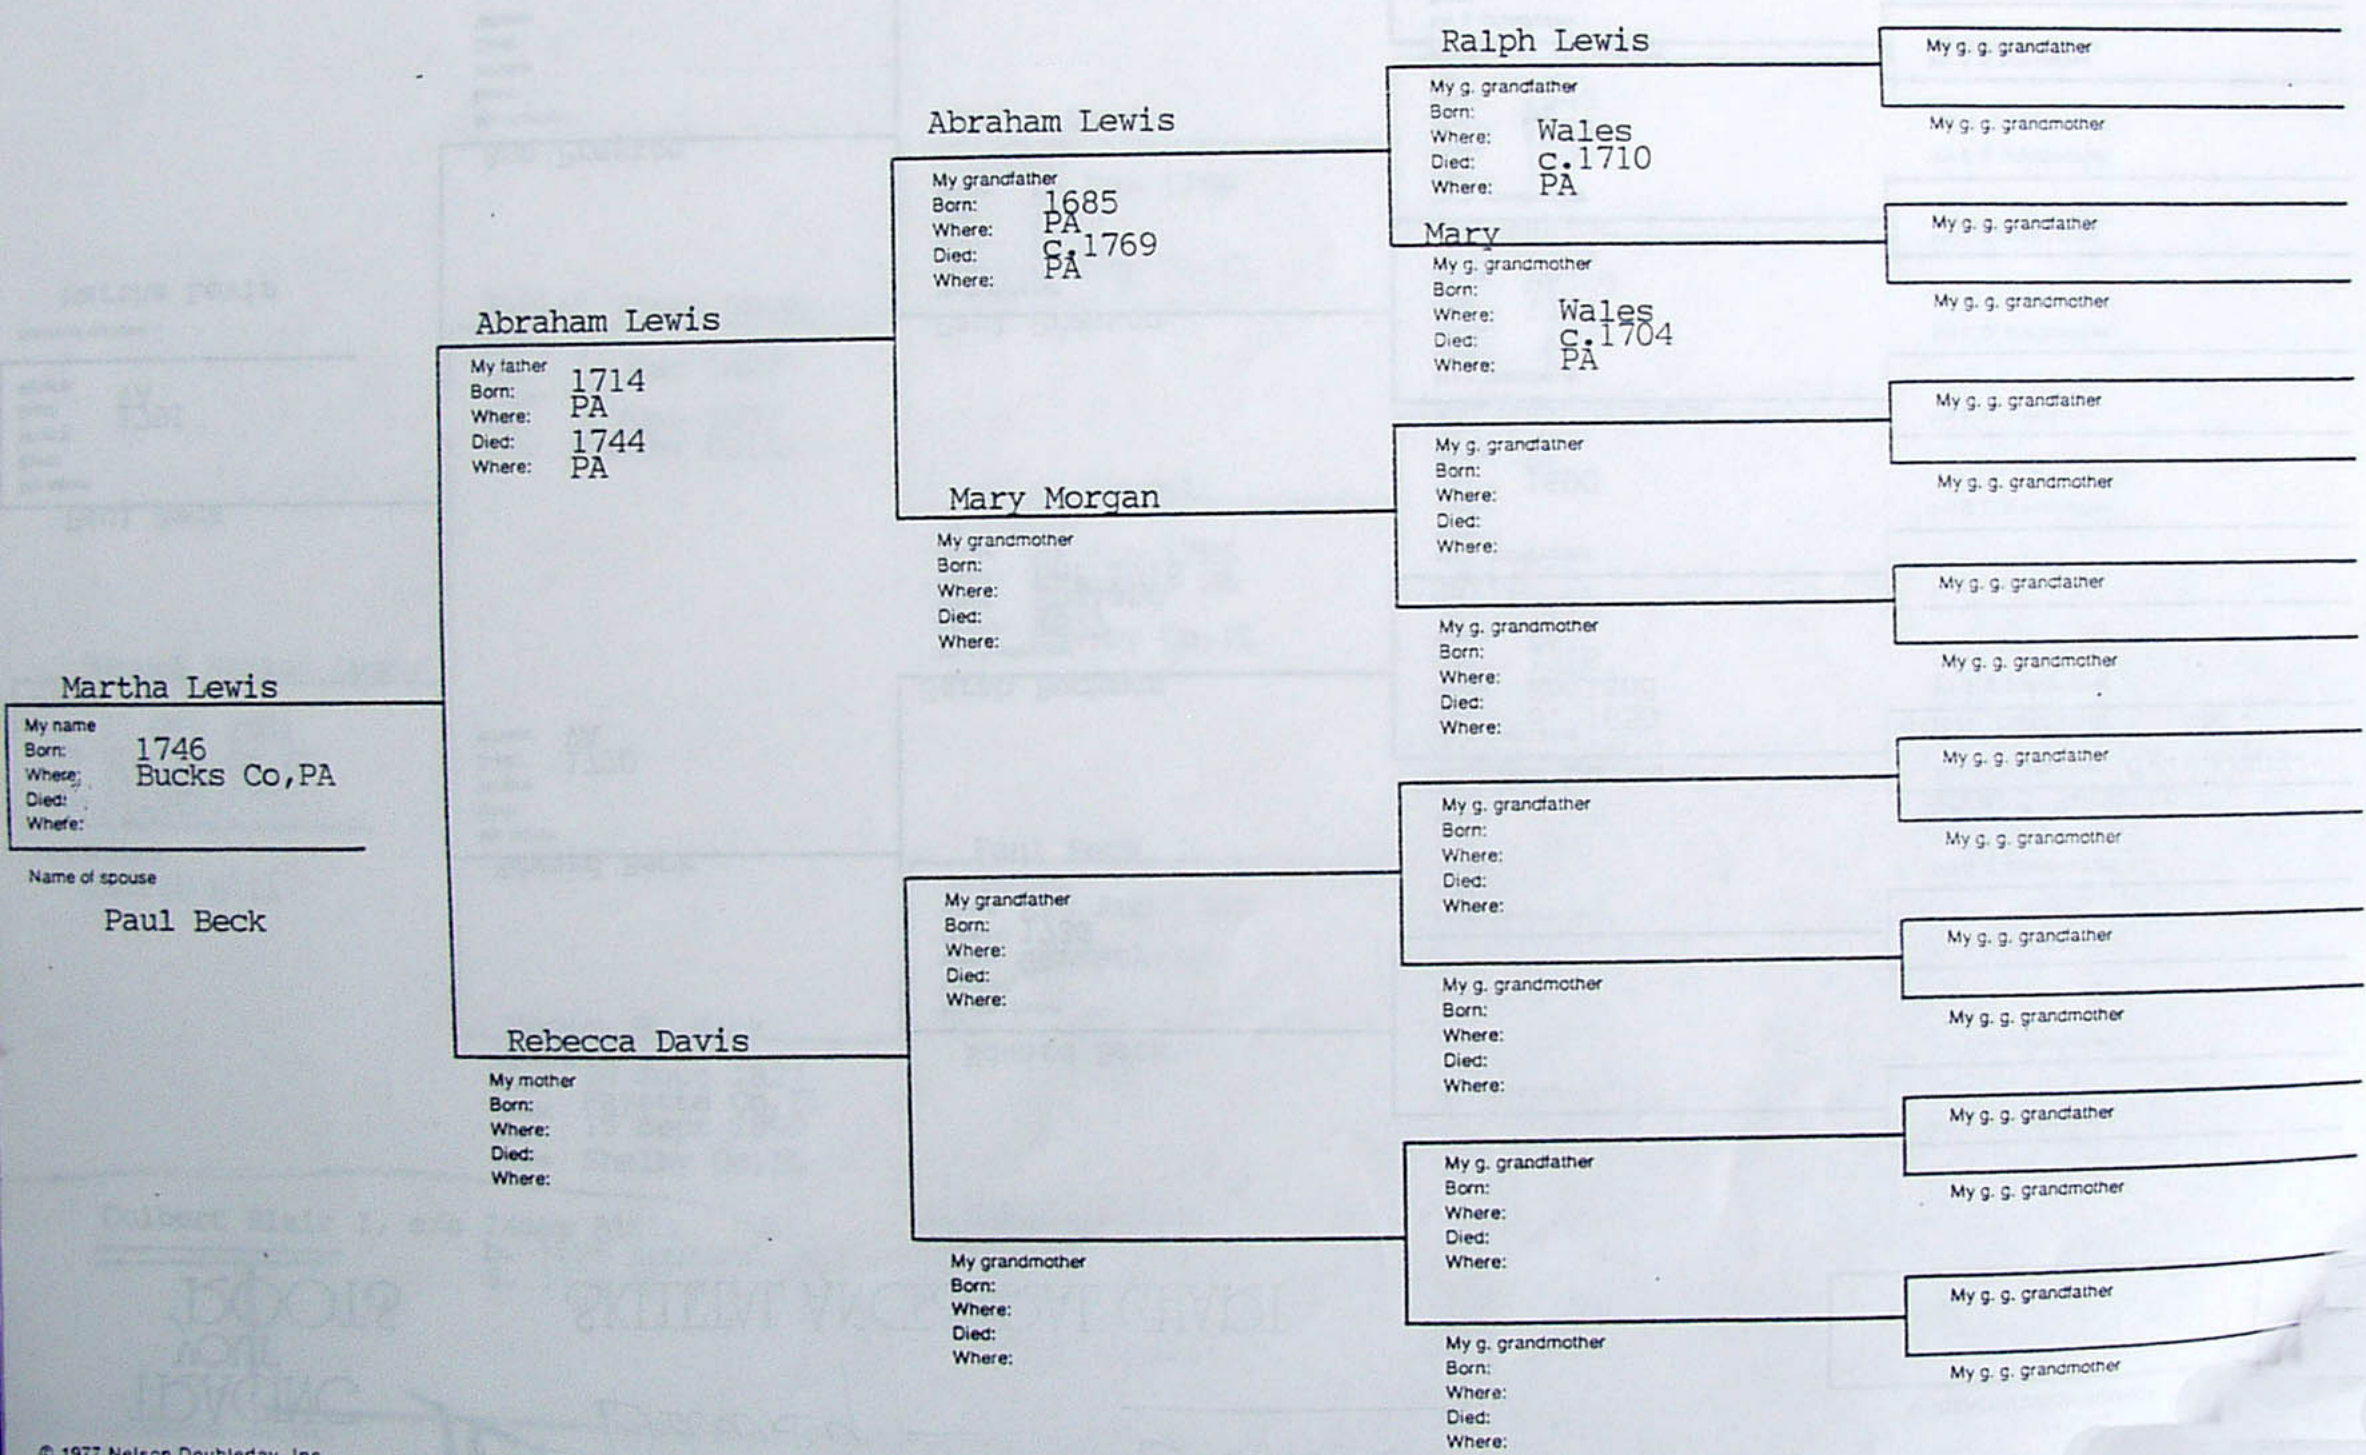 Martha Lewis
My name
Born: 1746
Where: Bucks Co,PA
Died:
Where:
Name of spouse
Paul Beck
Abraham Lewis
My father
Born: 1714
Where: PA
Died: 1744
Where: PA
Rebecca Davis
My mother
Born:
Where:
Died:
Where:
Abraham Lewis
My grandfather
Born: 1685
Where: PA
Died: c.1769
Where: PA
Mary Morgan
My grandmother
Born:
Where:
Died:
Where:
My grandfather
Born:
Where:
Died:
Where:
My grandmother
Born:
Where:
Died:
Where:
Ralph Lewis
My g. grandfather
Born:
Where: Wales
Died: c.1710
Where: PA
Mary
My g. grandmother
Born:
Where: Wales
Died: c.1704
Where: PA
My g. grandfather
Born:
Where:
Died:
Where:
My g. grandmother
Born:
Where:
Died:
Where:
My g. grandfather
Born:
Where:
Died:
Where:
My g. grandmother
Born:
Where:
Died:
Where:
My g. grandfather
Born:
Where:
Died:
Where:
My g. grandmother
Born:
Where:
Died:
Where:
My g. g. grandfather
My g. g. grandmother
My g. g. grandfather
My g. g. grandmother
My g. g. grandfather
My g. g. grandmother
My g. g. grandfather
My g. g. grandmother
My g. g. grandfather
My g. g. grandmother
My g. g. grandfather
My g. g. grandmother
My g. g. grandfather
My g. g. grandmother
My g. g. grandfather
My g. g. grandmother
© 1977 Nelson Doubleday, Inc.